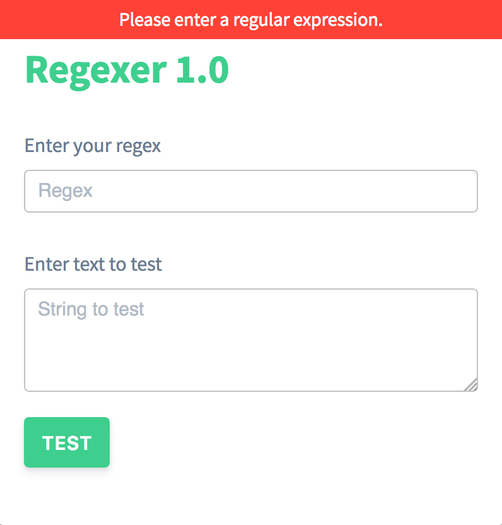 Please enter a regular expression.
Regexer 1.0
Enter your regex
Regex
Enter text to test
String to test
TEST